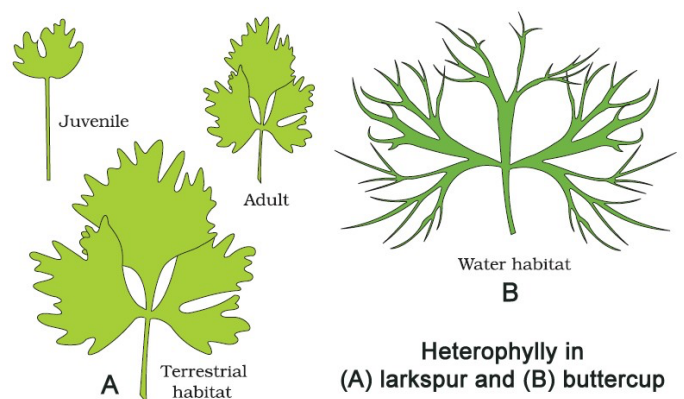 Juvenile
Adult
Terrestrial
habitat
A
Water habitat
B
Heterophylly in
(A) larkspur and (B) buttercup